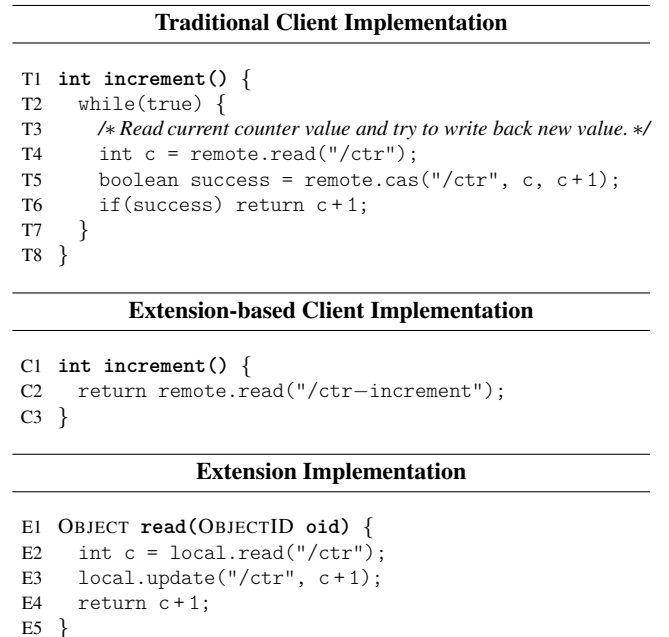 Traditional Client Implementation
T1 int increment() {
T2 while(true) {
T3 /* Read current counter value and try to write back new value. */
T4 int c = remote.read("/ctr");
T5 boolean success = remote.cas("/ctr", c, c+1);
T6 if(success) return c+1;
T7 }
T8 }
Extension-based Client Implementation
C1 int increment() {
C2 return remote.read("/ctr−increment");
C3 }
Extension Implementation
E1 OBJECT read(OBJECTID oid) {
E2 int c = local.read("/ctr");
E3 local.update("/ctr", c+1);
E4 return c+1;
E5 }